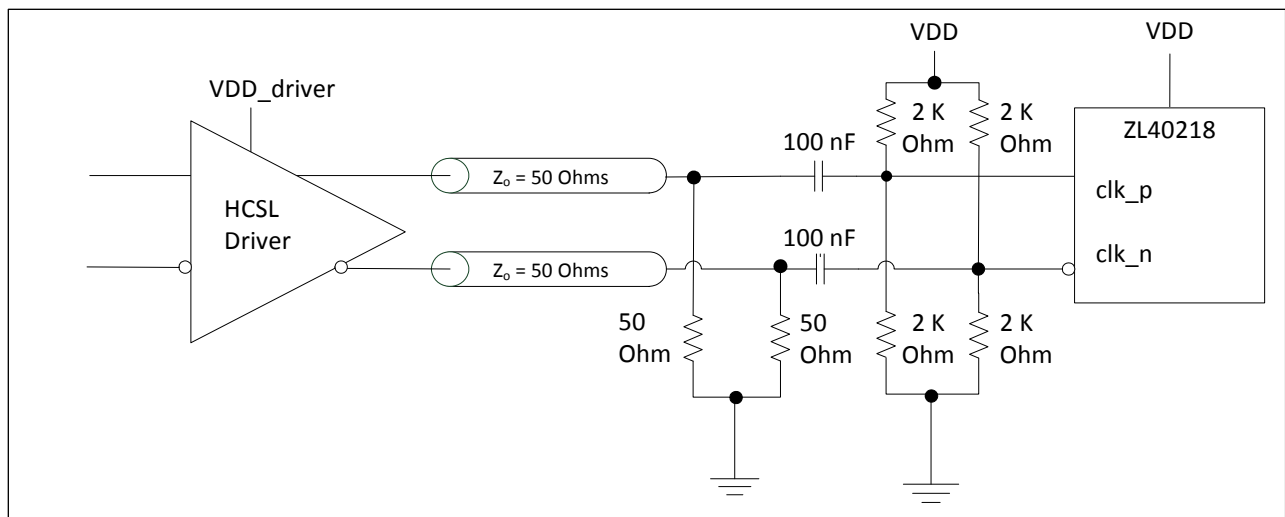 VDD
VDD
VDD_driver
2 K
Ohm
2 K
Ohm
ZL40218
100 nF
Zo = 50 Ohms
clk_p
HCSL
Driver
100 nF
clk_n
Zo = 50 Ohms
50
Ohm
50
Ohm
2 K
Ohm
2 K
Ohm